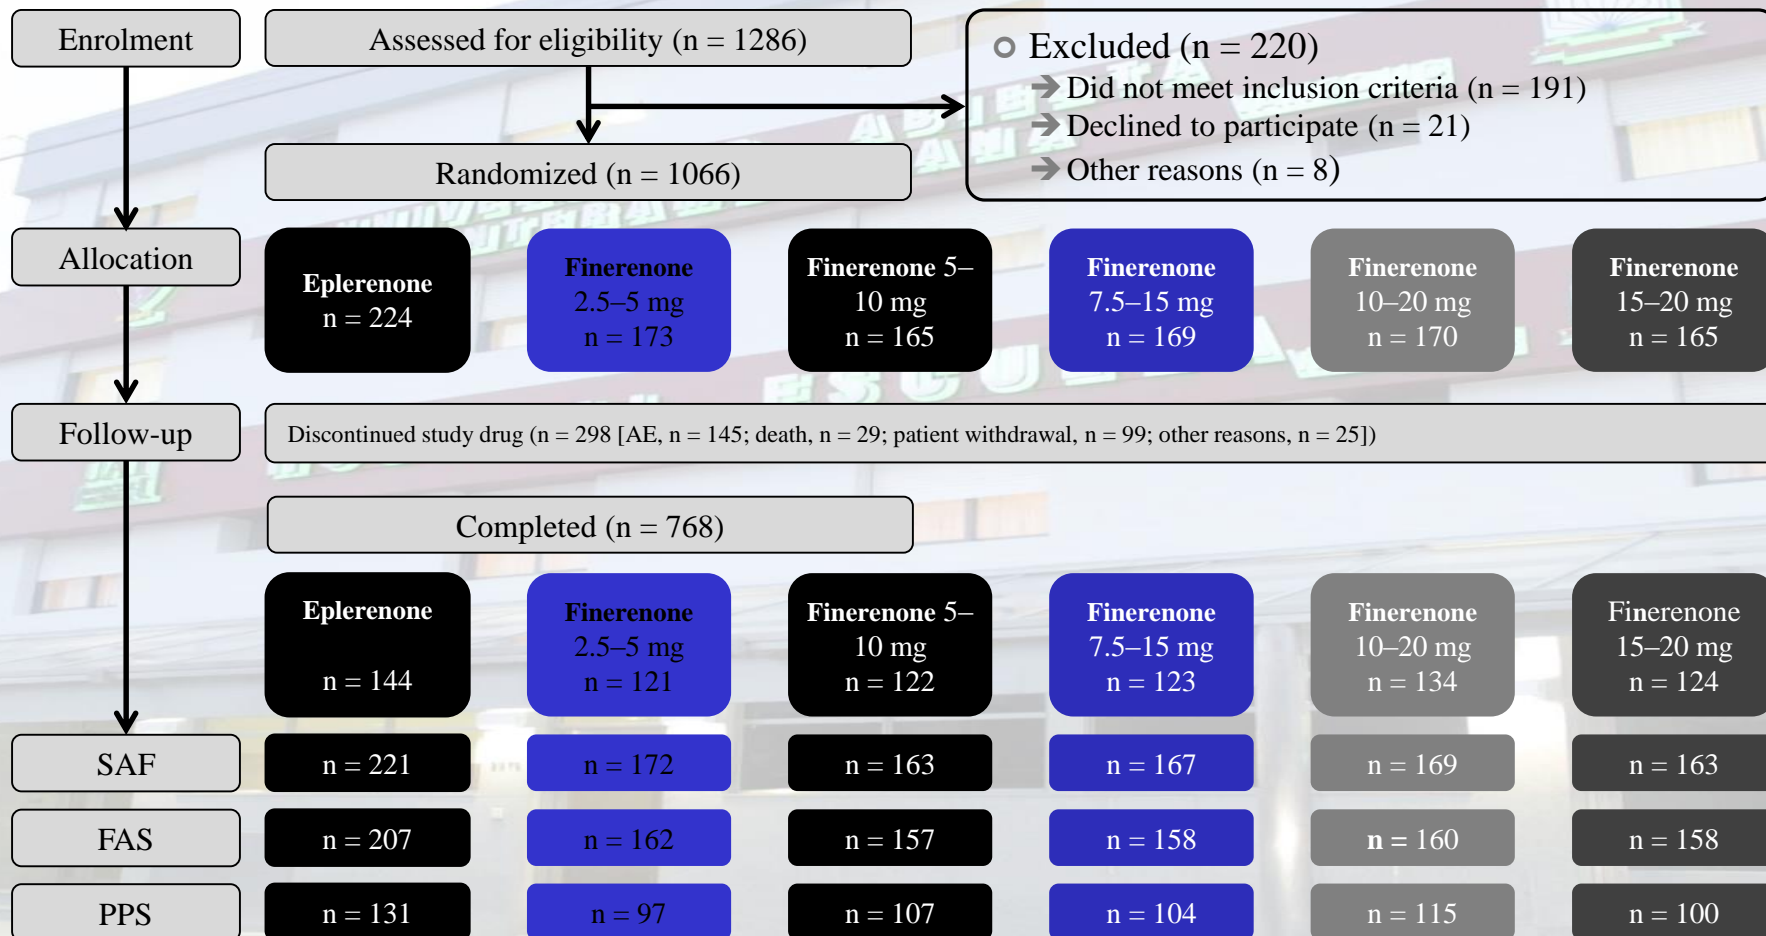 Enrolment
Assessed for eligibility (n = 1286)
Excluded (n = 220)
Did not meet inclusion criteria (n = 191)
Declined to participate (n = 21)
Other reasons (n = 8)
Randomized (n = 1066)
Allocation
Eplerenone
n = 224
Finerenone
2.5–5 mg
n = 173
Finerenone 5–
10 mg
n = 165
Finerenone
7.5–15 mg
n = 169
Finerenone
10–20 mg
n = 170
Finerenone
15–20 mg
n = 165
Follow-up
Discontinued study drug (n = 298 [AE, n = 145; death, n = 29; patient withdrawal, n = 99; other reasons, n = 25])
Completed (n = 768)
Eplerenone
n = 144
Finerenone
2.5–5 mg
n = 121
Finerenone 5–
10 mg
n = 122
Finerenone
7.5–15 mg
n = 123
Finerenone
10–20 mg
n = 134
Finerenone
15–20 mg
n = 124
SAF
n = 221
n = 172
n = 163
n = 167
n = 169
n = 163
FAS
n = 207
n = 162
n = 157
n = 158
n = 160
n = 158
PPS
n = 131
n = 97
n = 107
n = 104
n = 115
n = 100